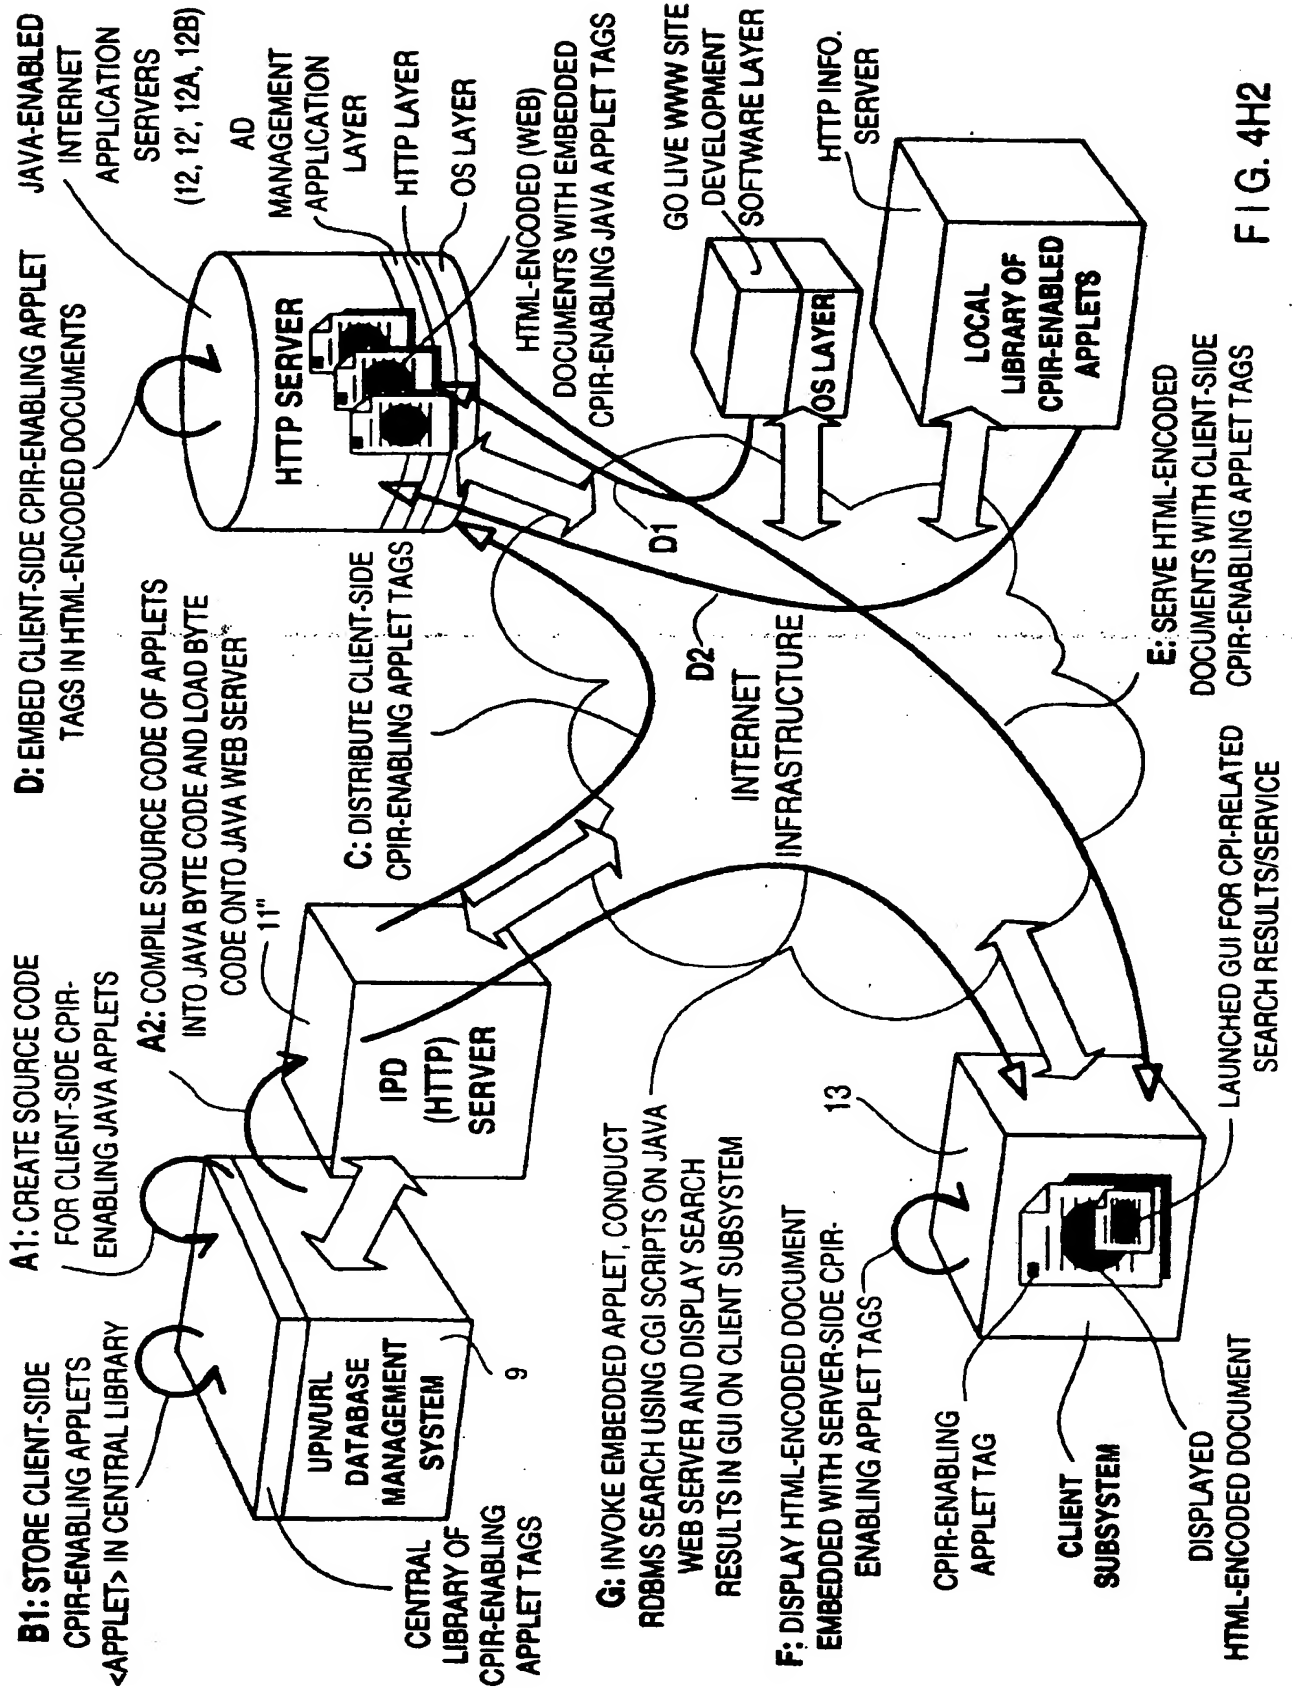 B1: STORE CLIENT-SIDE
CPIR-ENABLING APPLETS
<APPLET> IN CENTRAL LIBRARY
A1: CREATE SOURCE CODE
FOR CLIENT-SIDE CPIR-
ENABLING JAVA APPLETS
A2: COMPILE SOURCE CODE OF APPLETS
INTO JAVA BYTE CODE AND LOAD BYTE
CODE ONTO JAVA WEB SERVER
11"
D: EMBED CLIENT-SIDE CPIR-ENABLING APPLET
TAGS IN HTML-ENCODED DOCUMENTS
JAVA-ENABLED
INTERNET
APPLICATION
SERVERS
(12, 12', 12A, 12B)
AD
MANAGEMENT
APPLICATION
LAYER
HTTP LAYER
OS LAYER
HTML-ENCODED (WEB)
DOCUMENTS WITH EMBEDDED
CPIR-ENABLING JAVA APPLET TAGS
HTTP SERVER
C: DISTRIBUTE CLIENT-SIDE
CPIR-ENABLING APPLET TAGS
UPN/URL
DATABASE
MANAGEMENT
SYSTEM
9
IPD
(HTTP)
SERVER
CENTRAL
LIBRARY OF
CPIR-ENABLING
APPLET TAGS
D1
D2
INTERNET
INFRASTRUCTURE
GO LIVE WWW SITE
DEVELOPMENT
SOFTWARE LAYER
OS LAYER
HTTP INFO.
SERVER
LOCAL
LIBRARY OF
CPIR-ENABLED
APPLETS
G: INVOKE EMBEDDED APPLET, CONDUCT
RDBMS SEARCH USING CGI SCRIPTS ON JAVA
WEB SERVER AND DISPLAY SEARCH
RESULTS IN GUI ON CLIENT SUBSYSTEM
F: DISPLAY HTML-ENCODED DOCUMENT
EMBEDDED WITH SERVER-SIDE CPIR-
ENABLING APPLET TAGS
13
CPIR-ENABLING
APPLET TAG
CLIENT
SUBSYSTEM
DISPLAYED
HTML-ENCODED DOCUMENT
LAUNCHED GUI FOR CPI-RELATED
SEARCH RESULTS/SERVICE
E: SERVE HTML-ENCODED
DOCUMENTS WITH CLIENT-SIDE
CPIR-ENABLING APPLET TAGS
FIG. 4H2